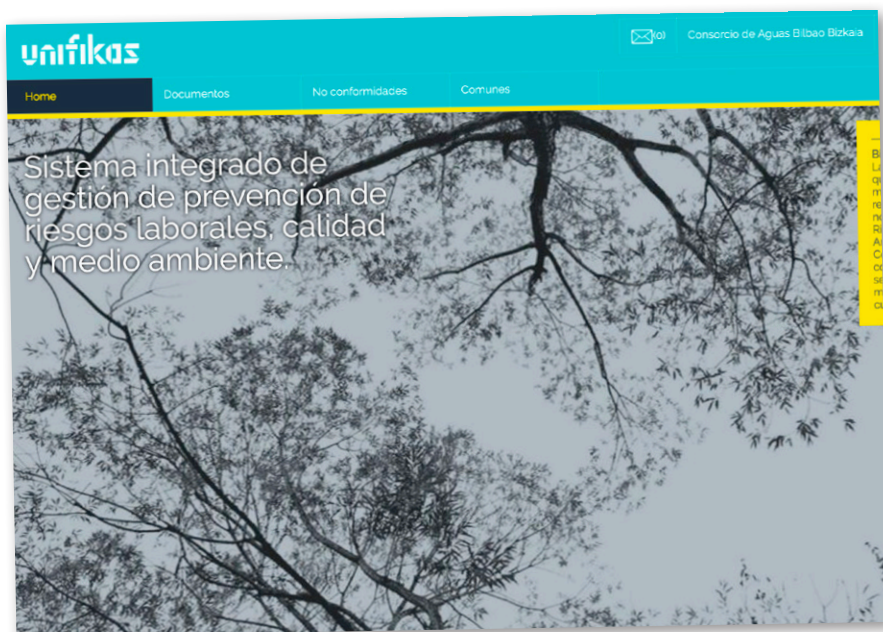 unifikas
(0)
Consorcio de Aguas Bilbao Bizkaia
Home
Documentos
No conformidades
Comunes
Sistema integrado de
gestión de prevención de
riesgos laborales, calidad
y medio ambiente.